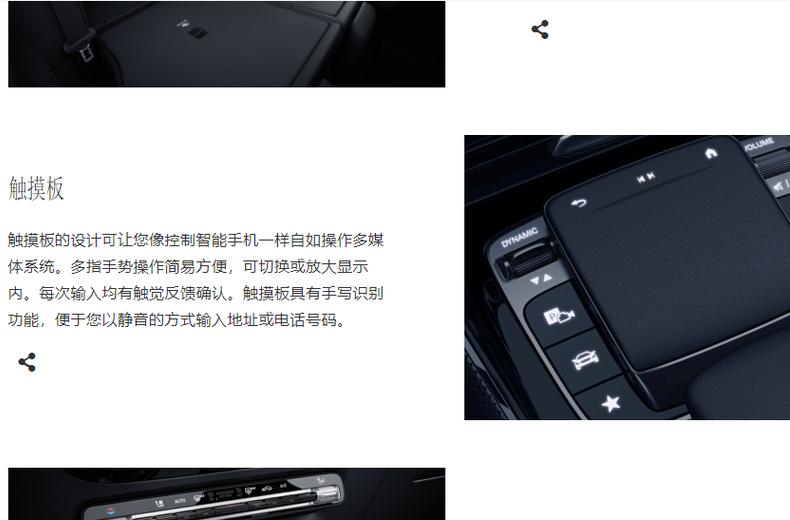 触摸板
触摸板的设计可让您像控制智能手机一样自如操作多媒
体系统。多指手势操作简易方便，可切换或放大显示
内。每次输入均有触觉反馈确认。触摸板具有手写识别
功能，便于您以静音的方式输入地址或电话号码。
VOLUME
DYNAMIC
P
AUTO
A/C